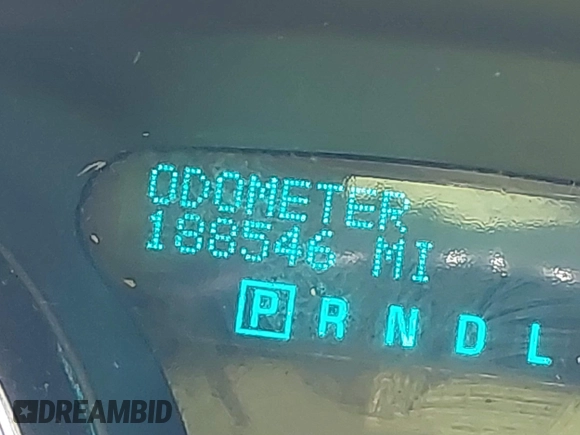 ODOMETER
188546 MI
P R N D L
DREAMBID